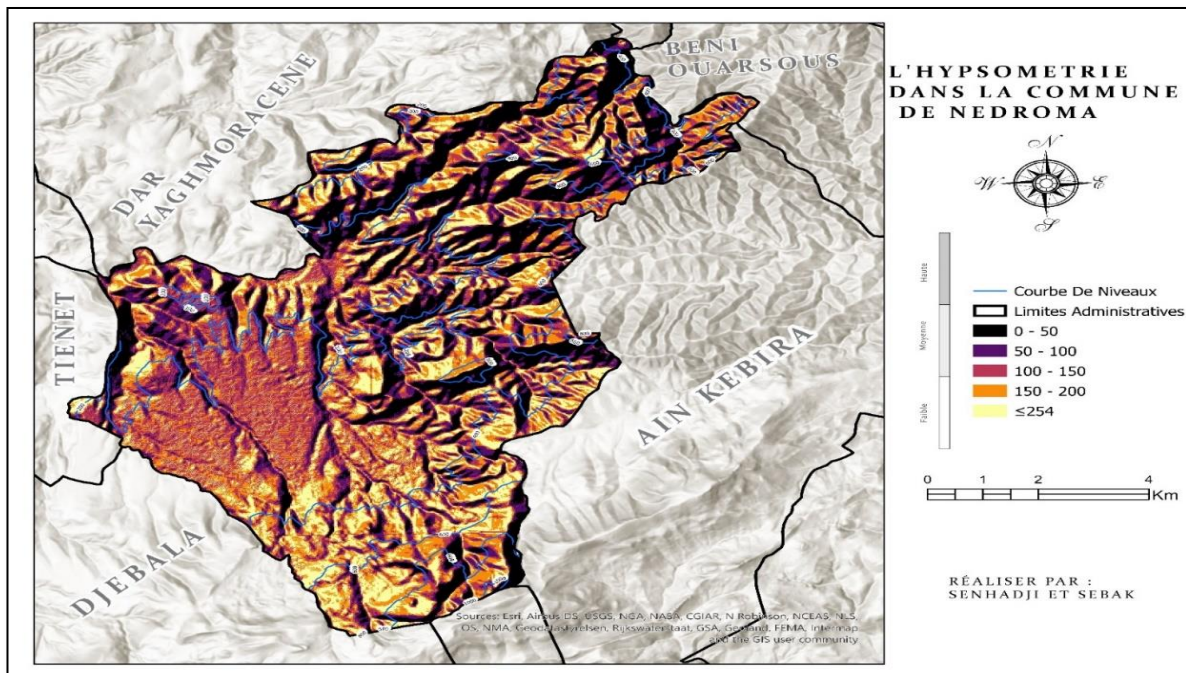 BENI
OUARSOUS
DAR
YAGHMORACENE
TIENET
AIN KEBIRA
DJEBALA
Sources: Esri, Airbus DS, USGS, NGA, NASA, CGIAR, N Robinson, NCEAS, NLS,
OS, NMA, Geodatastyrelsen, Rijkswaterstaat, GSA, Geoland, FEMA, Intermap
and the GIS user community
L'HYPSOMETRIE
DANS LA COMMUNE
DE NEDROMA
N
W
E
S
Haute
Moyenne
Faible
Courbe De Niveaux
Limites Administratives
0 - 50
50 - 100
100 - 150
150 - 200
≤254
0 1 2 4
Km
RÉALISER PAR :
SENHADJI ET SEBAK